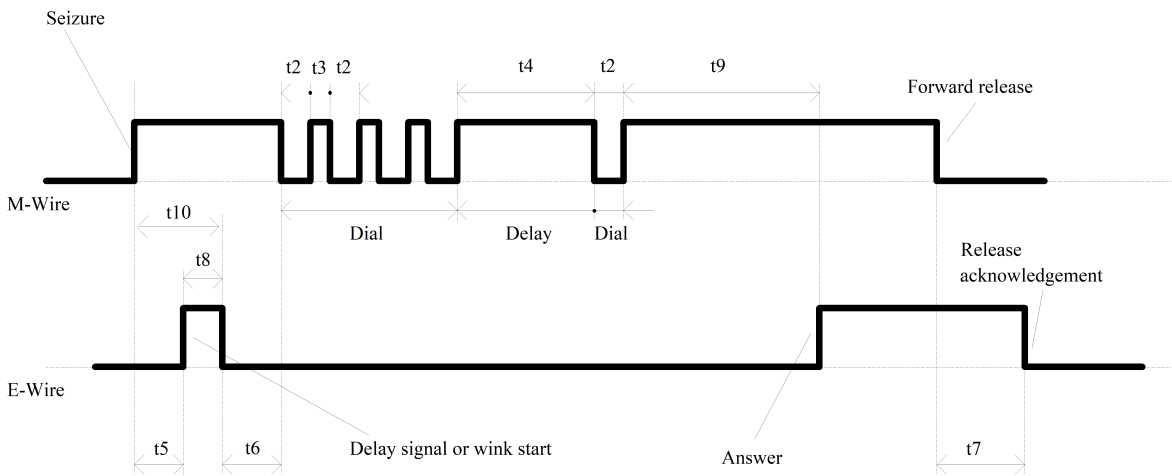 Seizure
t2 t3 t2
t4
t2
t9
Forward release
M-Wire
t10
Dial
Delay
Dial
t8
Release
acknowledgement
E-Wire
t5
t6
Delay signal or wink start
Answer
t7